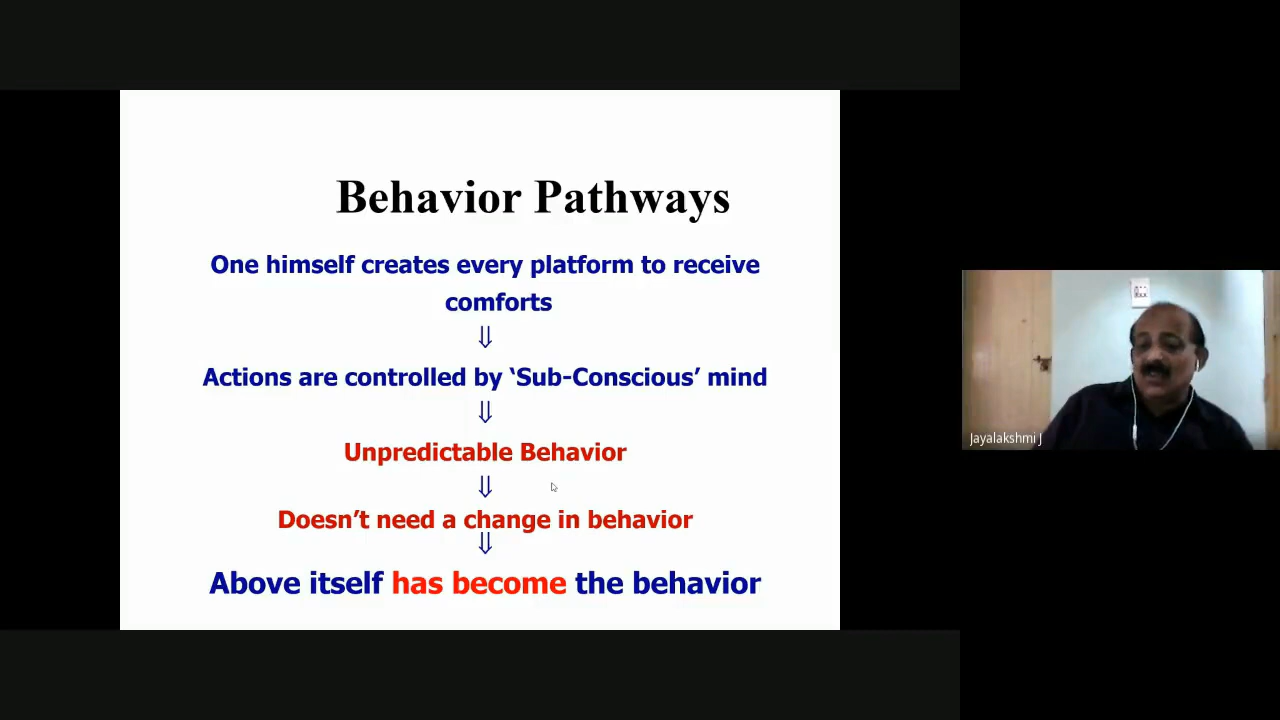 Behavior Pathways
One himself creates every platform to receive
comforts
⇓
Actions are controlled by ‘Sub-Conscious’ mind
⇓
Unpredictable Behavior
⇓
Doesn’t need a change in behavior
⇓
Above itself has become the behavior
Jayalakshmi J